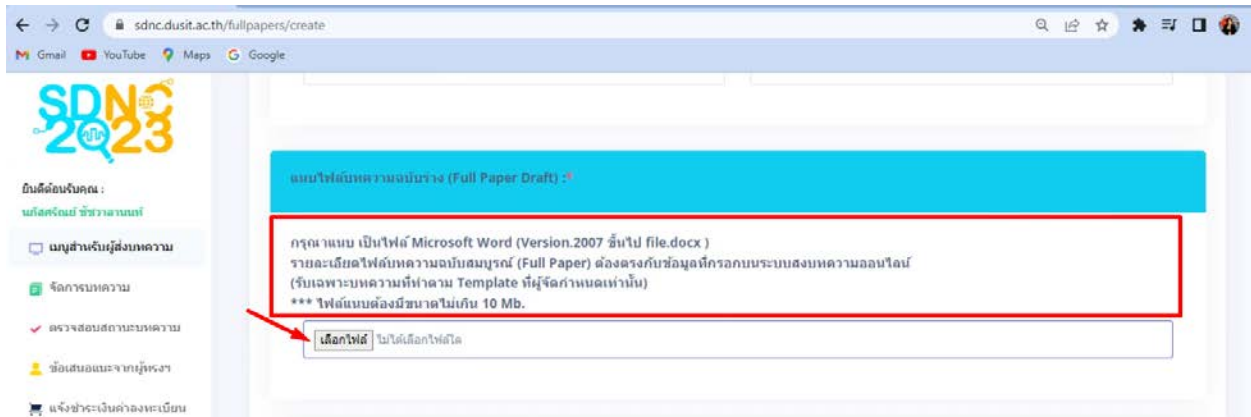 sdnc.dusit.ac.th/fullpapers/create
Gmail YouTube Maps Google
SDNC
2023
ยินดีต้อนรับคุณ :
แนบไฟล์บทความฉบับร่าง (Full Paper Draft) :*
เมนูสำหรับผู้ส่งบทความ
จัดการบทความ
ตรวจสอบสถานะบทความ
ข้อเสนอแนะจากผู้ทรงฯ
แจ้งชำระเงินค่าลงทะเบียน
กรุณาแนบ เป็นไฟล์ Microsoft Word (Version.2007 ขึ้นไป file.docx )
รายละเอียดไฟล์บทความฉบับสมบูรณ์ (Full Paper) ต้องตรงกับข้อมูลที่กรอกบนระบบส่งบทความออนไลน์
(รับเฉพาะบทความที่ทำตาม Template ที่ผู้จัดกำหนดเท่านั้น)
*** ไฟล์แนบต้องมีขนาดไม่เกิน 10 Mb.
เลือกไฟล์ ไม่ได้เลือกไฟล์ใด